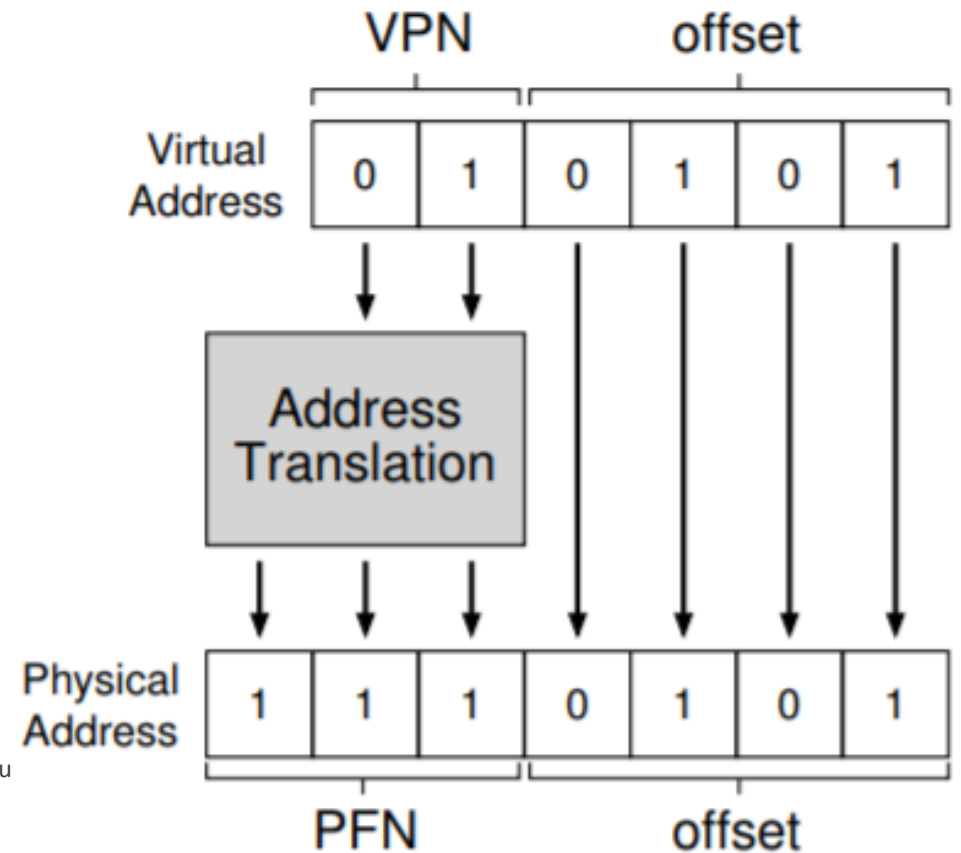 VPN offset
Virtual
Address
0 1 0 1 0 1
Address
Translation
Physical
Address
1 1 1 0 1 0 1
u
PFN offset